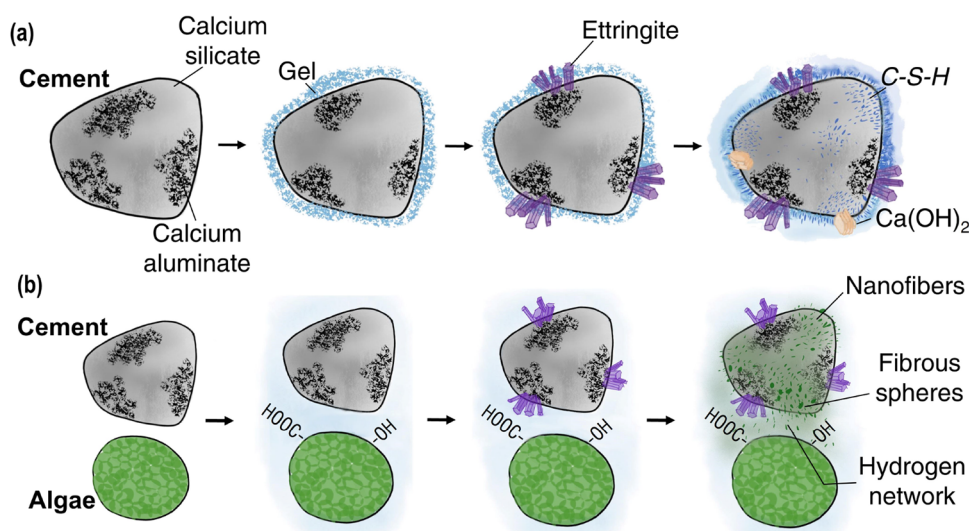 (a)
Cement
Calcium
silicate
Calcium
aluminate
Gel
Ettringite
C-S-H
Ca(OH)2
(b)
Cement
Algae
HOOC-
-OH
HOOC-
-OH
HOOC-
-OH
Nanofibers
Fibrous
spheres
Hydrogen
network